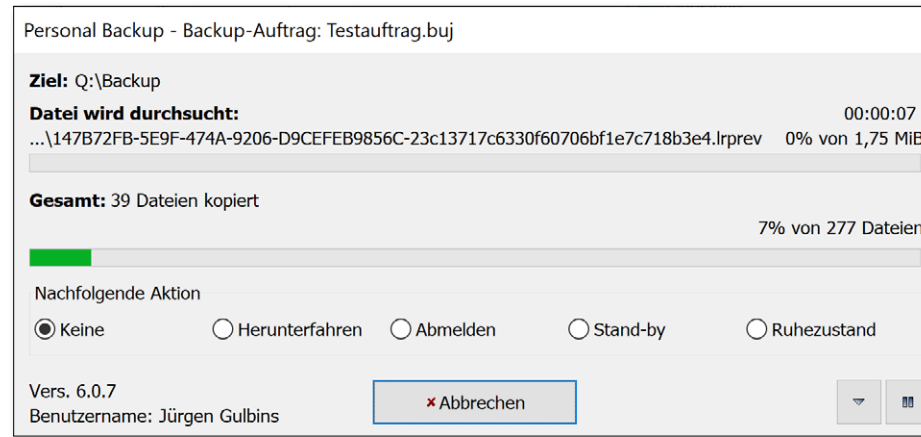 Personal Backup - Backup-Auftrag: Testauftrag.buj
Ziel: Q:\Backup
Datei wird durchsucht: 00:00:07
...\147B72FB-5E9F-474A-9206-D9CEFEB9856C-23c13717c6330f60706bf1e7c718b3e4.lrprev 0% von 1,75 MiB
Gesamt: 39 Dateien kopiert
7% von 277 Dateien
Nachfolgende Aktion
Keine Herunterfahren Abmelden Stand-by Ruhezustand
Vers. 6.0.7
Abbrechen
Benutzername: Jürgen Gulbins